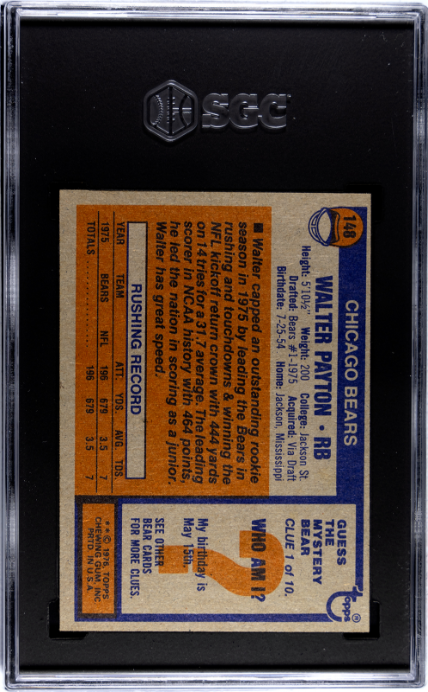 SGC
148
CHICAGO BEARS
WALTER PAYTON • RB
Height: 5'10½" Weight: 200 College: Jackson St.
Drafted: Bears #1-1975 Acquired: Via Draft
Birthdate: 7-25-54 Home: Jackson, Mississippi
■ Walter capped an outstanding rookie
season in 1975 by leading the Bears in
rushing and touchdowns & winning the
NFL kickoff return crown with 444 yards
on 14 tries for a 31.7 average. The leading
scorer in NCAA history with 464 points,
he led the nation in scoring as a junior.
Walter has great speed.
RUSHING RECORD
YEAR TEAM ATT. YDS. AVG. TDS.
1975 BEARS NFL 196 679 3.5 7
TOTALS 196 679 3.5 7
Topps®
GUESS
THE
MYSTERY
BEAR
CLUE 1 of 10.
WHO AM I?
?
My birthday is
May 15th.
SEE OTHER
BEAR CARDS
FOR MORE CLUES.
**© 1976, TOPPS
CHEWING GUM, INC
PRTD. IN U.S.A.